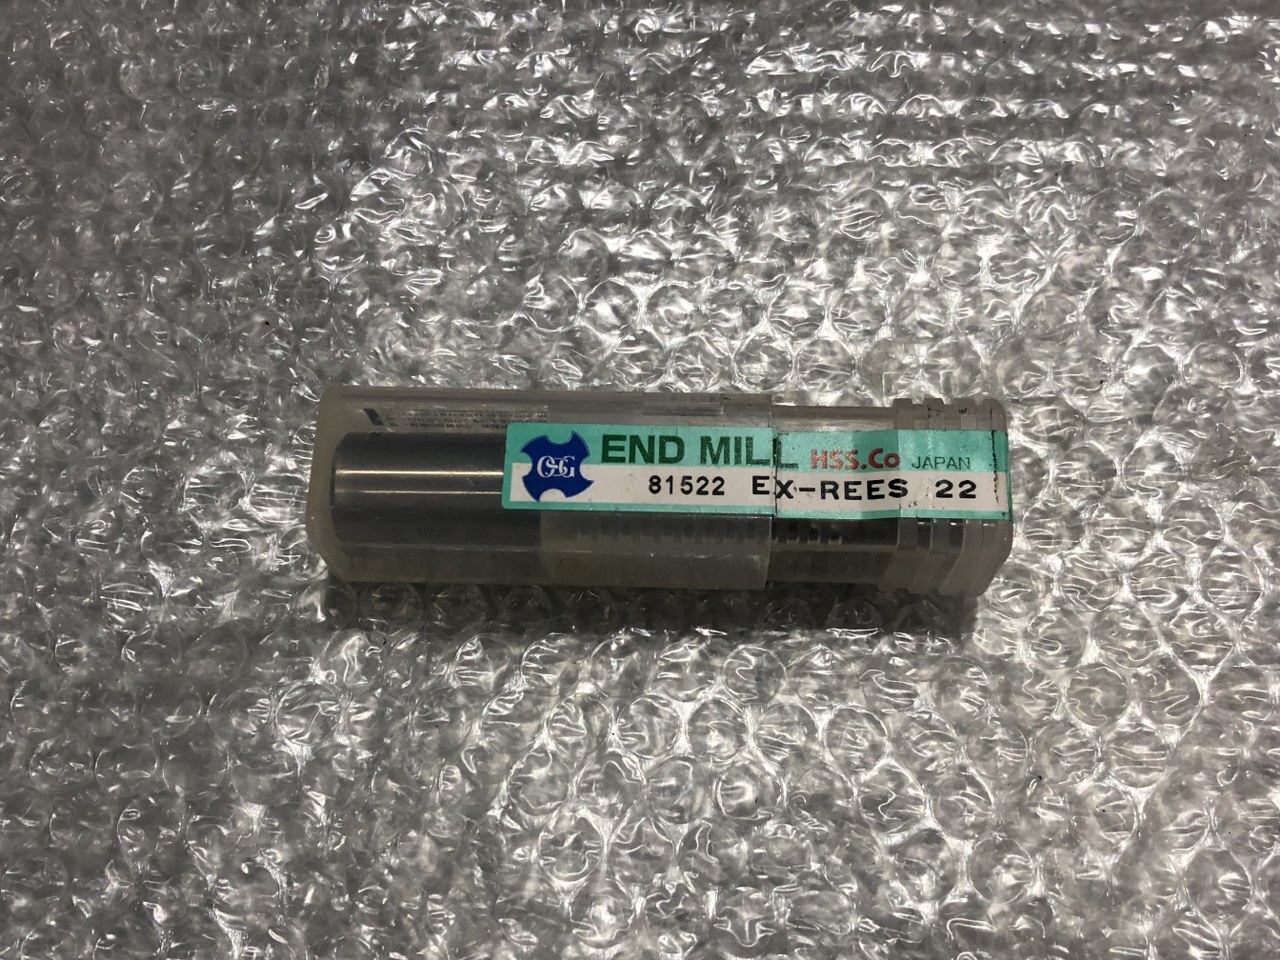 OSG END MILL HSS.Co JAPAN
81522 EX-REES 22